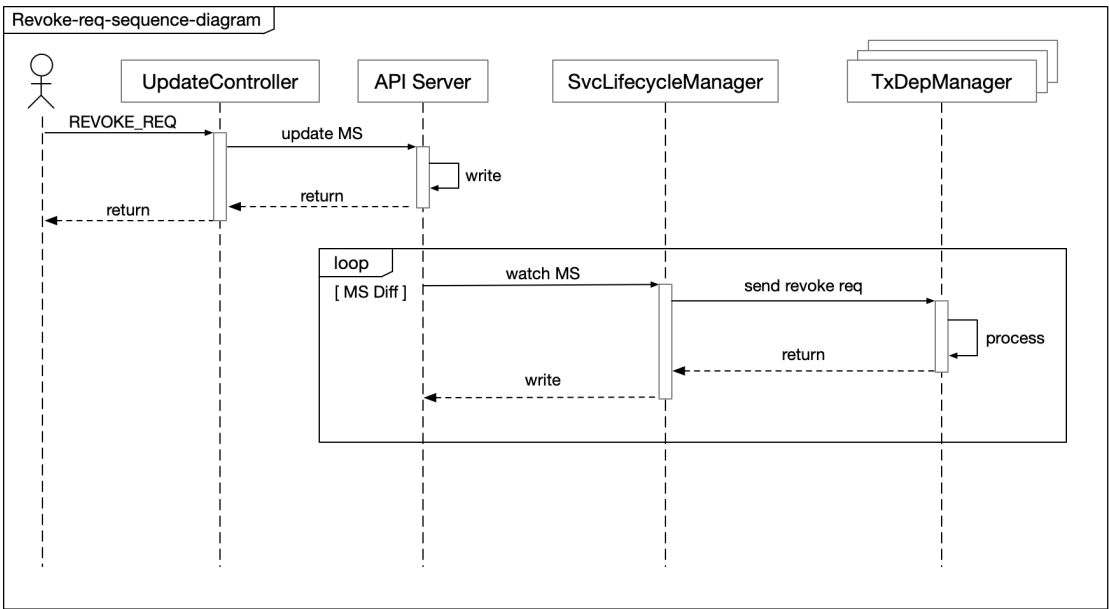 Revoke-req-sequence-diagram
UpdateController
API Server
SvcLifecycleManager
TxDepManager
REVOKE_REQ
update MS
write
return
return
loop
[ MS Diff ]
watch MS
send revoke req
process
return
write